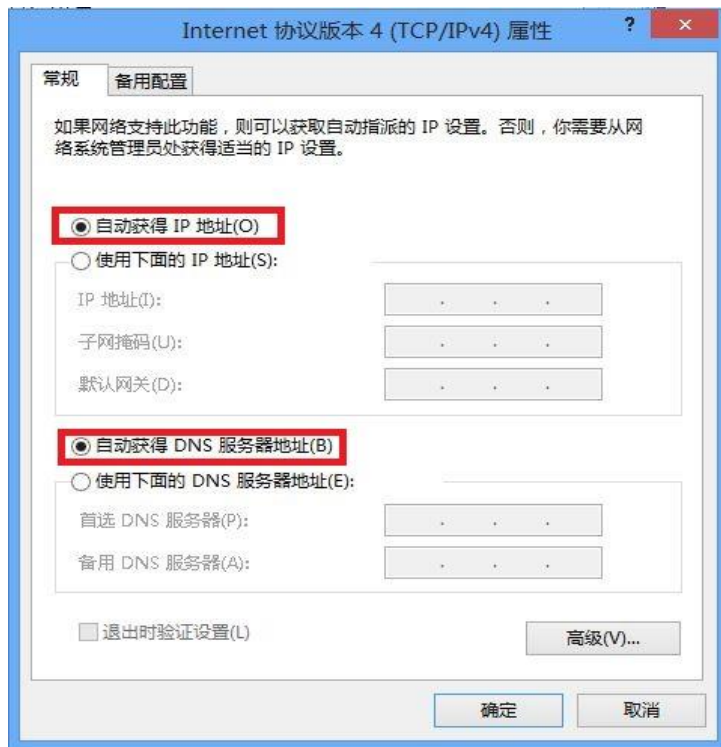 Internet 协议版本 4 (TCP/IPv4) 属性
?
×
常规
备用配置
如果网络支持此功能，则可以获取自动指派的 IP 设置。否则，你需要从网
络系统管理员处获得适当的 IP 设置。
自动获得 IP 地址(O)
使用下面的 IP 地址(S):
IP 地址(I):
子网掩码(U):
默认网关(D):
自动获得 DNS 服务器地址(B)
使用下面的 DNS 服务器地址(E):
首选 DNS 服务器(P):
备用 DNS 服务器(A):
退出时验证设置(L)
高级(V)...
确定
取消